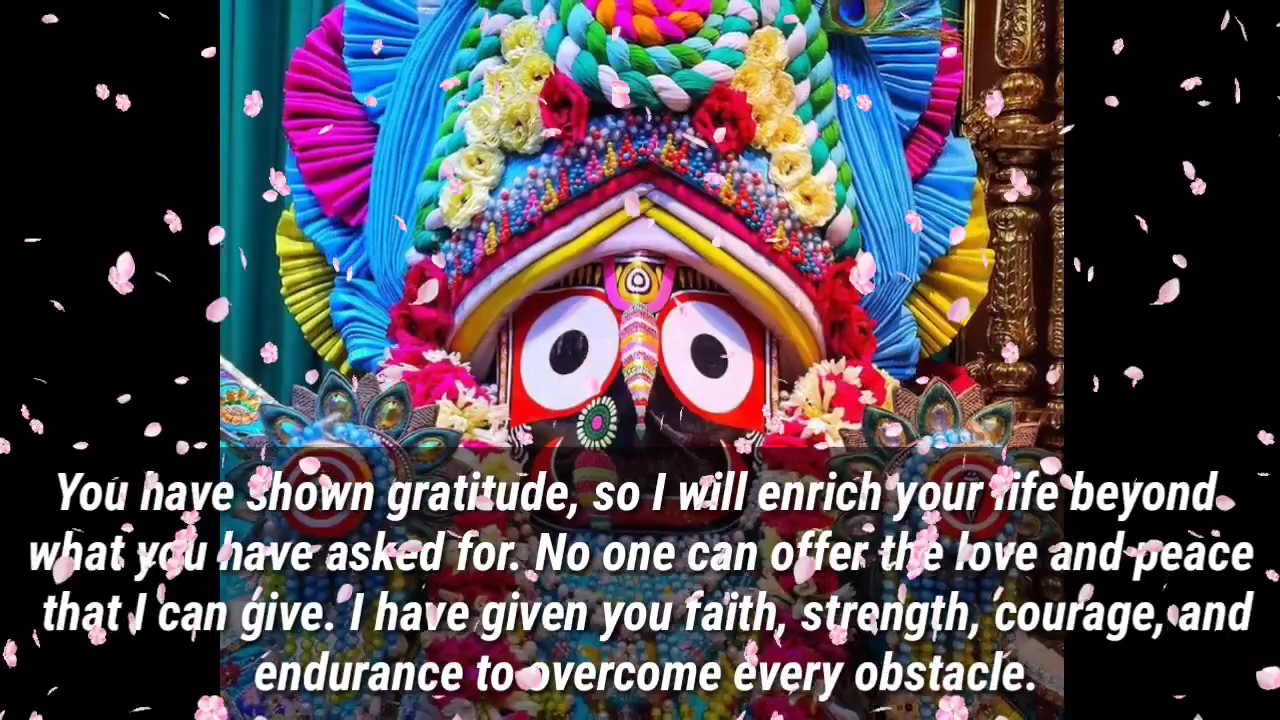 You have shown gratitude, so I will enrich your life beyond
what you have asked for. No one can offer the love and peace
that I can give. I have given you faith, strength, courage, and
endurance to overcome every obstacle.